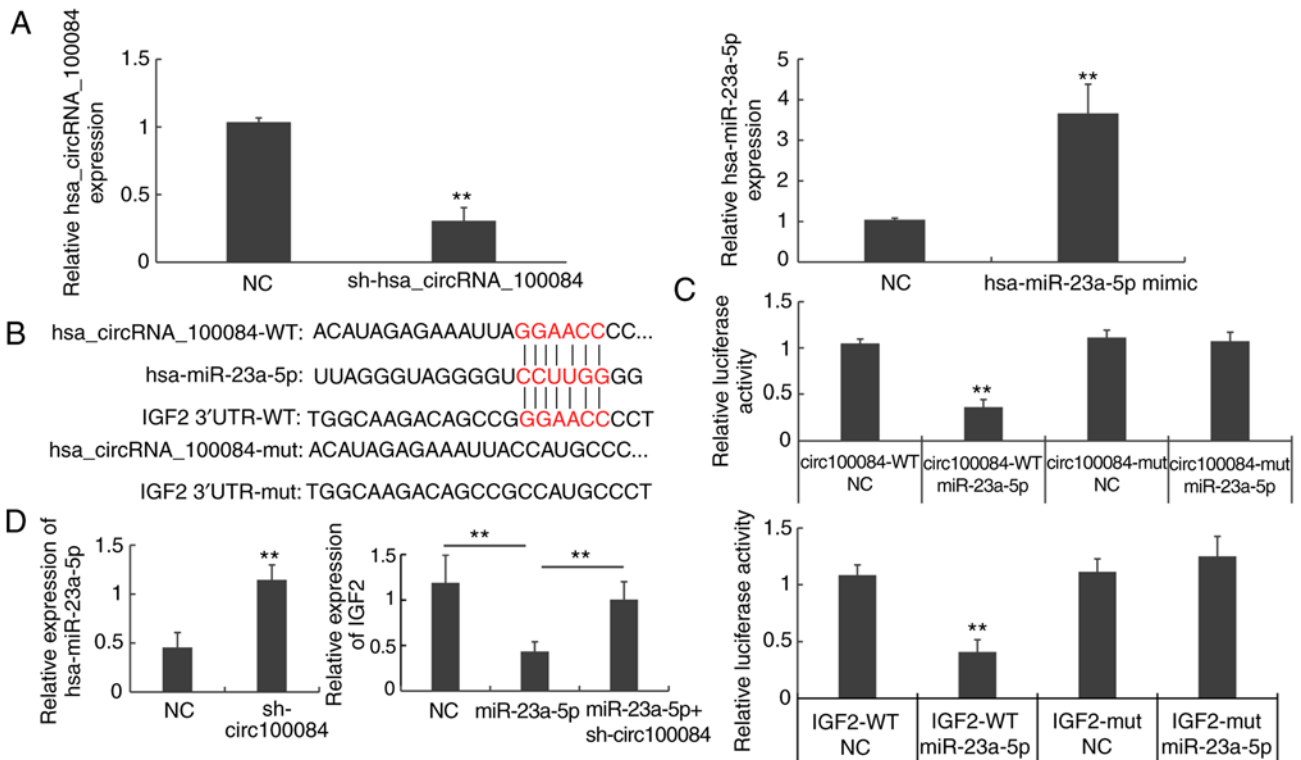 A
Relative hsa_circRNA_100084
expression
1.5
1
0.5
0
NC
sh-hsa_circRNA_100084
**
Relative hsa-miR-23a-5p
expression
5
4
3
2
1
0
NC
hsa-miR-23a-5p mimic
**
B
hsa_circRNA_100084-WT: ACAUAGAGAAAUUAGGAACCCC...
hsa-miR-23a-5p: UUAGGGUAGGGGUCCUUGGGG
IGF2 3′UTR-WT: TGGCAAGACAGCCGGGAACCCCT
hsa_circRNA_100084-mut: ACAUAGAGAAAUUACCAUGCCC...
IGF2 3′UTR-mut: TGGCAAGACAGCCGCCAUGCCCT
C
Relative luciferase
activity
1.5
1
0.5
0
**
circ100084-WT
NC
circ100084-WT
miR-23a-5p
circ100084-mut
NC
circ100084-mut
miR-23a-5p
Relative luciferase activity
1.5
1
0.5
0
**
IGF2-WT
NC
IGF2-WT
miR-23a-5p
IGF2-mut
NC
IGF2-mut
miR-23a-5p
D
Relative expression of
hsa-miR-23a-5p
1.5
1
0.5
0
**
NC
sh-
circ100084
Relative expression
of IGF2
1.5
1
0.5
0
**
**
NC
miR-23a-5p
miR-23a-5p+
sh-circ100084